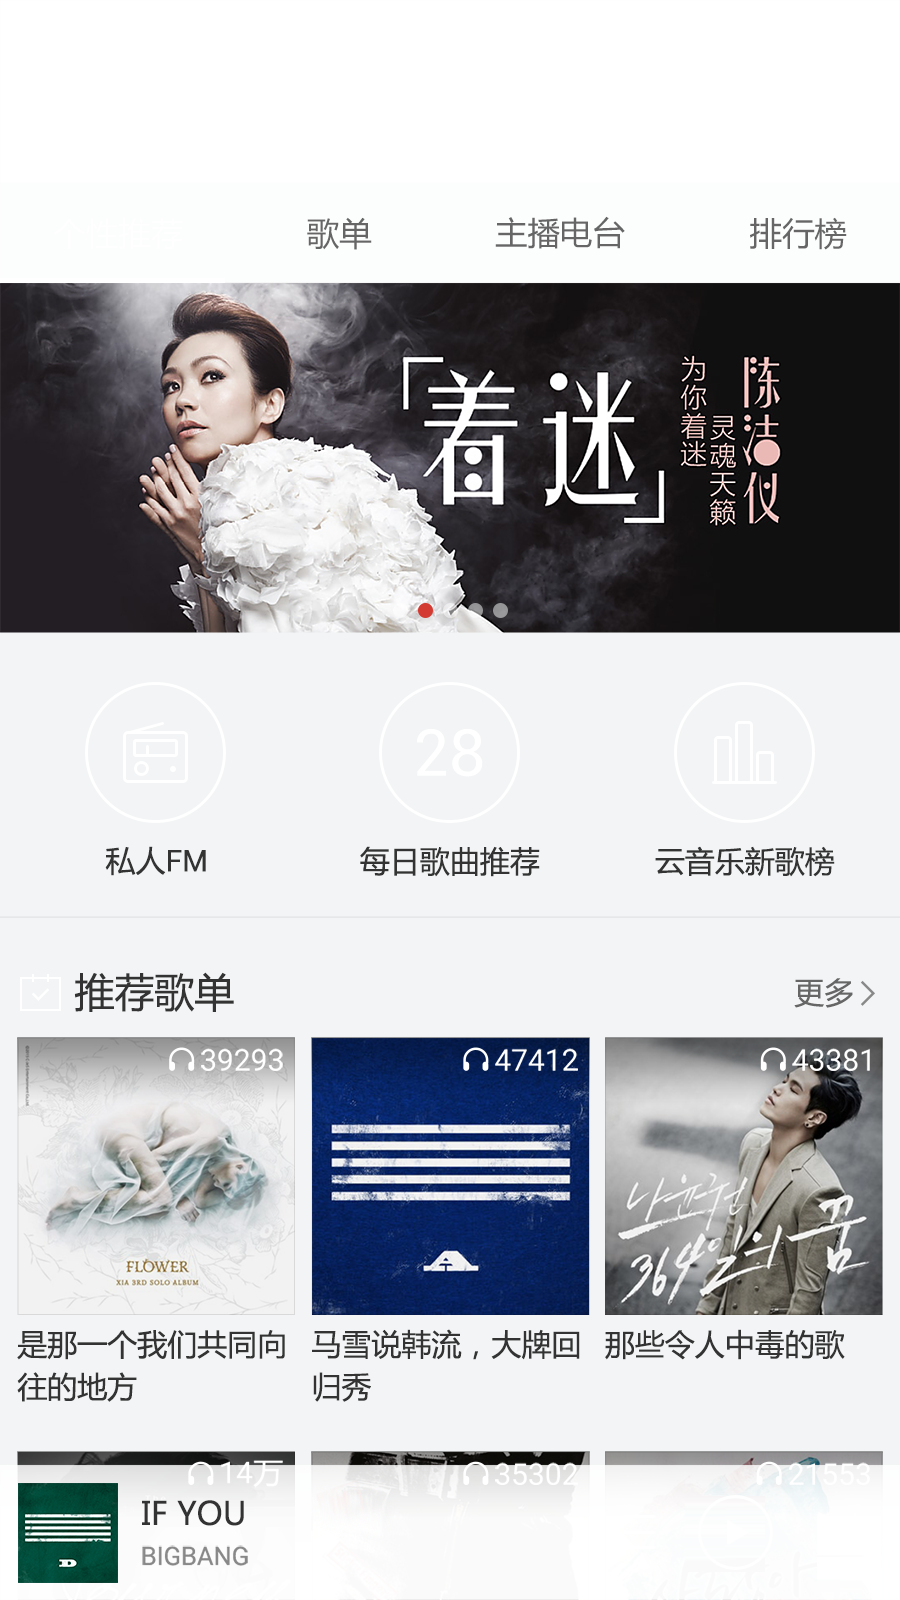 歌单
主播电台
排行榜
「着迷」
为你着迷
灵魂天籁
陈洁仪
28
私人FM
每日歌曲推荐
云音乐新歌榜
推荐歌单
更多
39293
47412
43381
FLOWER
XIA 3RD SOLO ALBUM
A
나윤권
364일의 꿈
是那一个我们共同向
往的地方
马雪说韩流，大牌回
归秀
那些令人中毒的歌
14万
35302
21553
D
IF YOU
BIGBANG